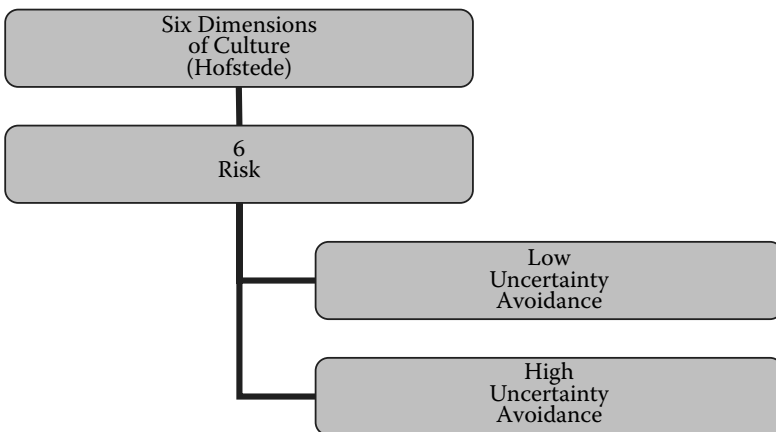 Six Dimensions
of Culture
(Hofstede)
6
Risk
Low
Uncertainty
Avoidance
High
Uncertainty
Avoidance